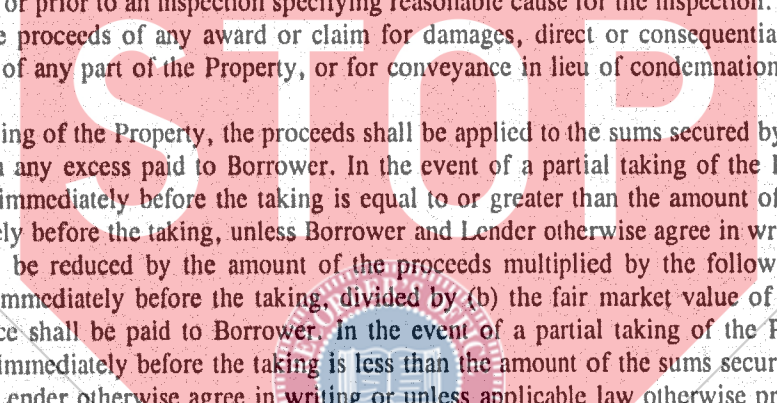 or prior to an inspection specifying reasonable cause for the inspection.
proceeds of any award or claim for damages, direct or consequentia
of any part of the Property, or for conveyance in lieu of condemnation
ing of the Property, the proceeds shall be applied to the sums secured by
any excess paid to Borrower. In the event of a partial taking of the
immediately before the taking is equal to or greater than the amount of
ely before the taking, unless Borrower and Lender otherwise agree in wr
be reduced by the amount of the proceeds multiplied by the follow
mmediately before the taking, divided by (b) the fair market value of
ce shall be paid to Borrower. In the event of a partial taking of the
immediately before the taking is less than the amount of the sums secur
ender otherwise agree in writing or unless applicable law otherwise pr
STOP